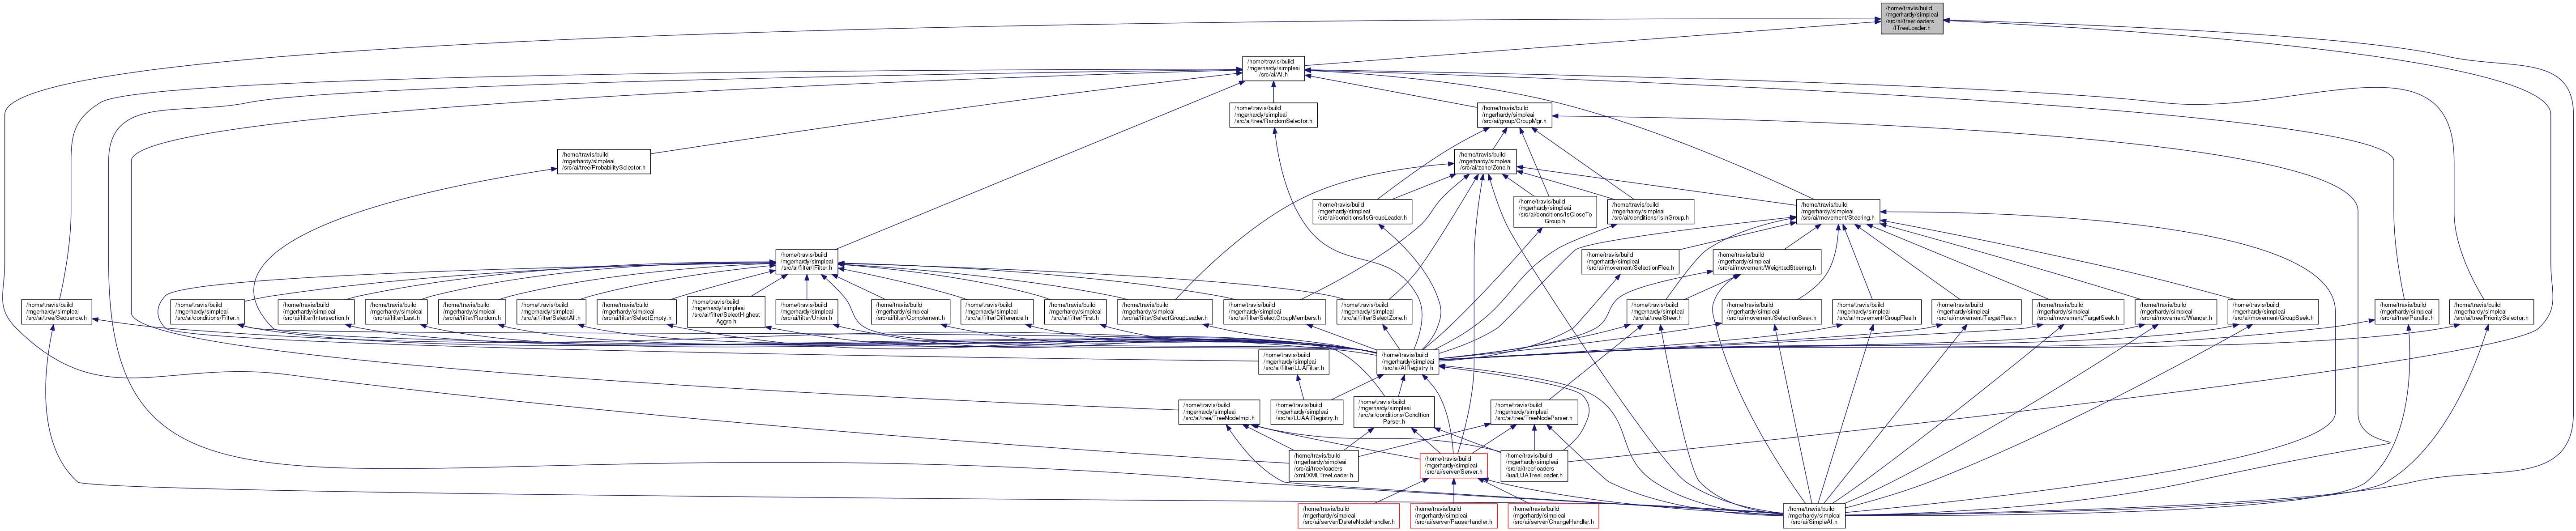 /home/travis/build
/mgerhardy/simpleai
/src/ai/tree/loaders
/ITreeLoader.h
/home/travis/build
/mgerhardy/simpleai
/src/ai/AI.h
/home/travis/build
/mgerhardy/simpleai
/src/ai/tree/RandomSelector.h
/home/travis/build
/mgerhardy/simpleai
/src/ai/group/GroupMgr.h
/home/travis/build
/mgerhardy/simpleai
/src/ai/tree/ProbabilitySelector.h
/home/travis/build
/mgerhardy/simpleai
/src/ai/zone/Zone.h
/home/travis/build
/mgerhardy/simpleai
/src/ai/conditions/IsGroupLeader.h
/home/travis/build
/mgerhardy/simpleai
/src/ai/conditions/IsCloseTo
Group.h
/home/travis/build
/mgerhardy/simpleai
/src/ai/conditions/IsInGroup.h
/home/travis/build
/mgerhardy/simpleai
/src/ai/movement/Steering.h
/home/travis/build
/mgerhardy/simpleai
/src/ai/filter/IFilter.h
/home/travis/build
/mgerhardy/simpleai
/src/ai/movement/SelectionFlee.h
/home/travis/build
/mgerhardy/simpleai
/src/ai/movement/WeightedSteering.h
/home/travis/build
/mgerhardy/simpleai
/src/ai/tree/Sequence.h
/home/travis/build
/mgerhardy/simpleai
/src/ai/conditions/Filter.h
/home/travis/build
/mgerhardy/simpleai
/src/ai/filter/Intersection.h
/home/travis/build
/mgerhardy/simpleai
/src/ai/filter/Last.h
/home/travis/build
/mgerhardy/simpleai
/src/ai/filter/Random.h
/home/travis/build
/mgerhardy/simpleai
/src/ai/filter/SelectAll.h
/home/travis/build
/mgerhardy/simpleai
/src/ai/filter/SelectEmpty.h
/home/travis/build
/mgerhardy/simpleai
/src/ai/filter/SelectHighest
Aggro.h
/home/travis/build
/mgerhardy/simpleai
/src/ai/filter/Union.h
/home/travis/build
/mgerhardy/simpleai
/src/ai/filter/Complement.h
/home/travis/build
/mgerhardy/simpleai
/src/ai/filter/Difference.h
/home/travis/build
/mgerhardy/simpleai
/src/ai/filter/First.h
/home/travis/build
/mgerhardy/simpleai
/src/ai/filter/SelectGroupLeader.h
/home/travis/build
/mgerhardy/simpleai
/src/ai/filter/SelectGroupMembers.h
/home/travis/build
/mgerhardy/simpleai
/src/ai/filter/SelectZone.h
/home/travis/build
/mgerhardy/simpleai
/src/ai/tree/Steer.h
/home/travis/build
/mgerhardy/simpleai
/src/ai/movement/SelectionSeek.h
/home/travis/build
/mgerhardy/simpleai
/src/ai/movement/GroupFlee.h
/home/travis/build
/mgerhardy/simpleai
/src/ai/movement/TargetFlee.h
/home/travis/build
/mgerhardy/simpleai
/src/ai/movement/TargetSeek.h
/home/travis/build
/mgerhardy/simpleai
/src/ai/movement/Wander.h
/home/travis/build
/mgerhardy/simpleai
/src/ai/movement/GroupSeek.h
/home/travis/build
/mgerhardy/simpleai
/src/ai/tree/Parallel.h
/home/travis/build
/mgerhardy/simpleai
/src/ai/tree/PrioritySelector.h
/home/travis/build
/mgerhardy/simpleai
/src/ai/filter/LUAFilter.h
/home/travis/build
/mgerhardy/simpleai
/src/ai/AIRegistry.h
/home/travis/build
/mgerhardy/simpleai
/src/ai/tree/TreeNodeImpl.h
/home/travis/build
/mgerhardy/simpleai
/src/ai/LUAAIRegistry.h
/home/travis/build
/mgerhardy/simpleai
/src/ai/conditions/Condition
Parser.h
/home/travis/build
/mgerhardy/simpleai
/src/ai/tree/TreeNodeParser.h
/home/travis/build
/mgerhardy/simpleai
/src/ai/tree/loaders
/xml/XMLTreeLoader.h
/home/travis/build
/mgerhardy/simpleai
/src/ai/server/Server.h
/home/travis/build
/mgerhardy/simpleai
/src/ai/tree/loaders
/lua/LUATreeLoader.h
/home/travis/build
/mgerhardy/simpleai
/src/ai/server/DeleteNodeHandler.h
/home/travis/build
/mgerhardy/simpleai
/src/ai/server/PauseHandler.h
/home/travis/build
/mgerhardy/simpleai
/src/ai/server/ChangeHandler.h
/home/travis/build
/mgerhardy/simpleai
/src/ai/SimpleAI.h